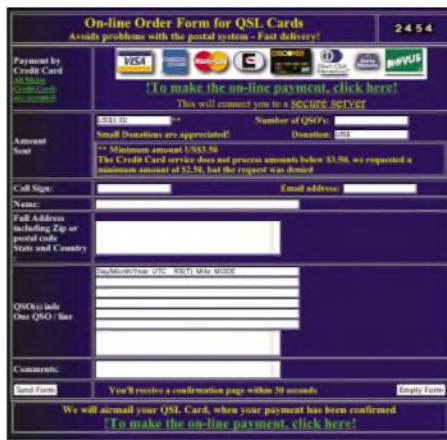 On-line Order Form for QSL Cards
Avoids problems with the postal system - Fast delivery!
2454
Payment by
Credit Card
VISA
MasterCard
DISCOVER
NOVUS
!To make the on-line payment, click here!
This will connect you to a secure server
Amount
Sent
US$3.50
**
Number of QSO's:
Small Donations are appreciated!
Donation: US$
** Minimum amount US$3.50
The Credit Card service does not process amounts below $3.50, we requested a
minimum amount of $2.50, but the request was denied
Call Sign:
Email address:
Name:
Full Address
including Zip or
postal code
State and Country
:
QSO(s) info
One QSO / line
Day/Month/Year UTC RS(T) MHz MODE
Comments:
Send Form
You'll receive a confirmation page within 30 seconds
Empty Form
We will airmail your QSL Card, when your payment has been confirmed
!To make the on-line payment, click here!